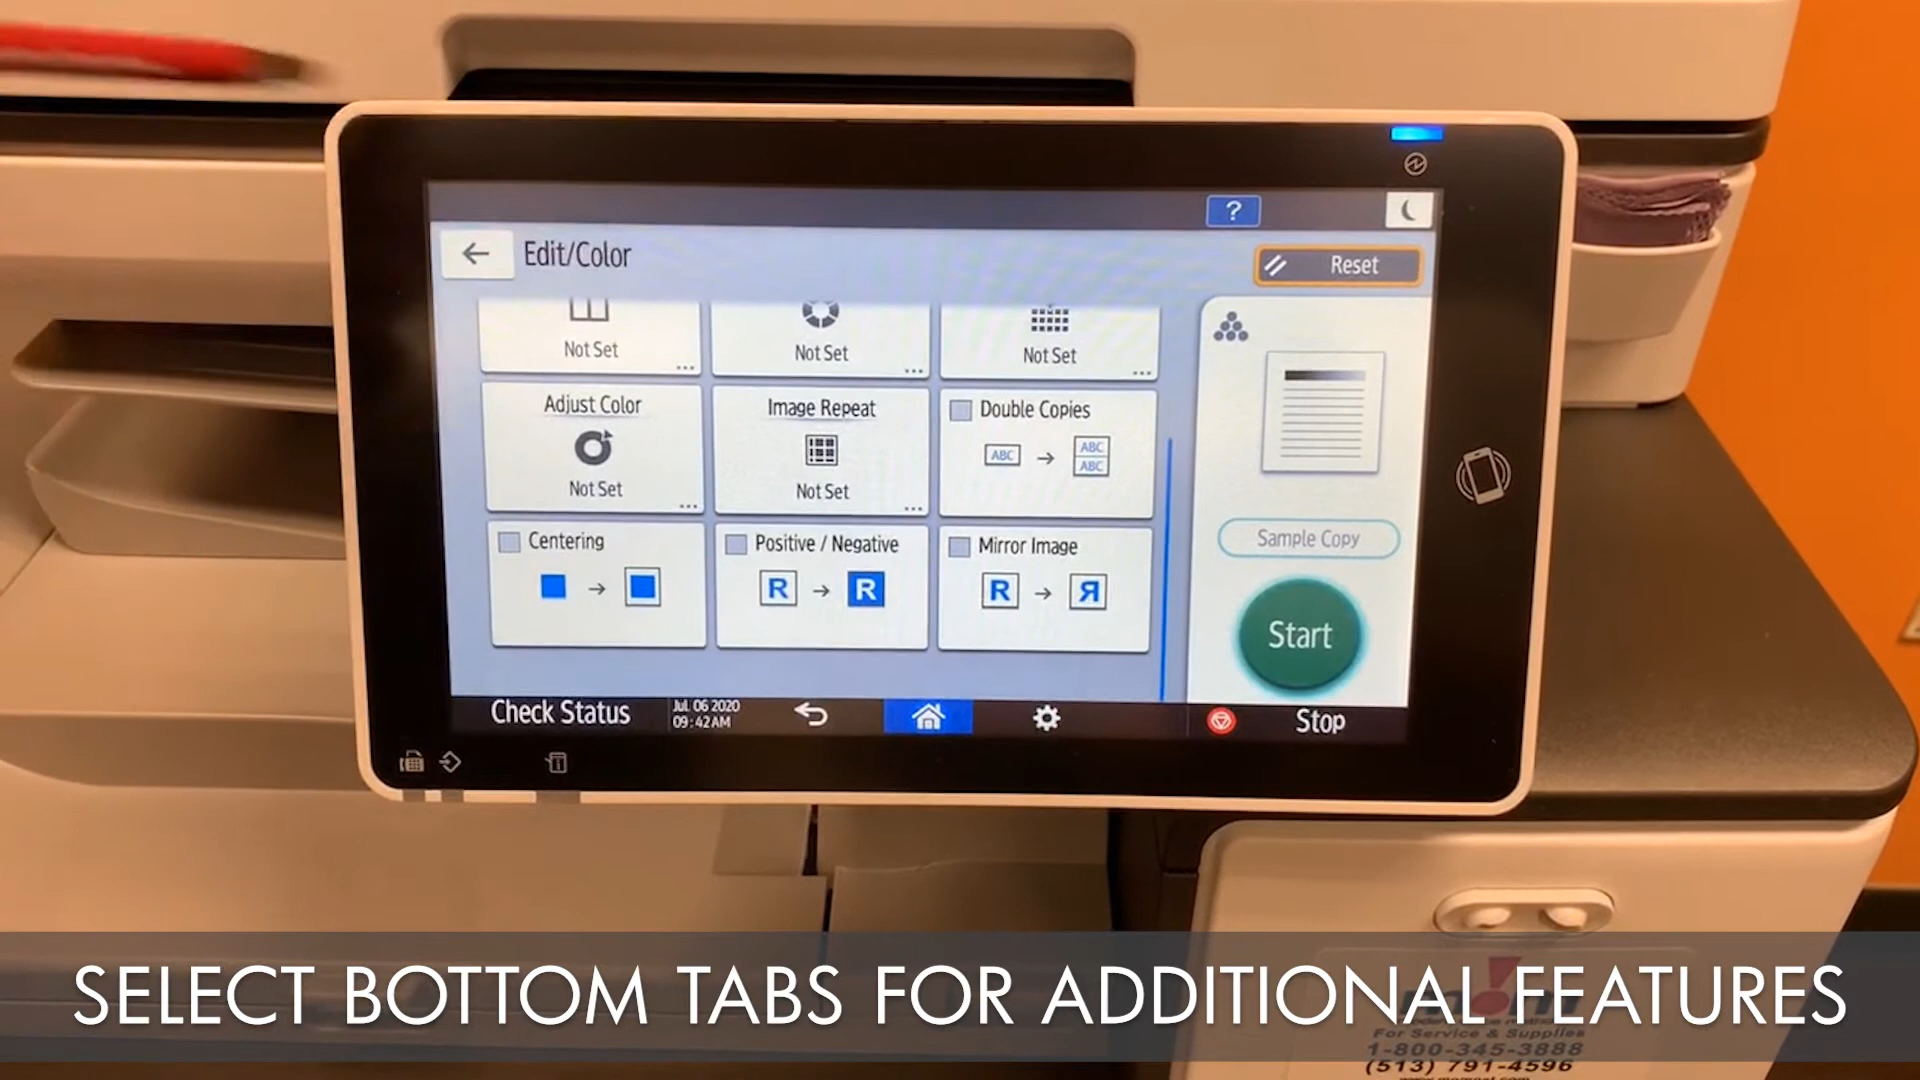 ?
Edit/Color
Reset
Not Set
Not Set
Not Set
Adjust Color
Not Set
Image Repeat
Not Set
Double Copies
ABC
ABC
ABC
Centering
Positive / Negative
R R
Mirror Image
R Я
Sample Copy
Start
Check Status
Jul. 06 2020
09:42AM
Stop
SELECT BOTTOM TABS FOR ADDITIONAL FEATURES
For Service & Supplies
1-800-345-3888
(513) 791-4596